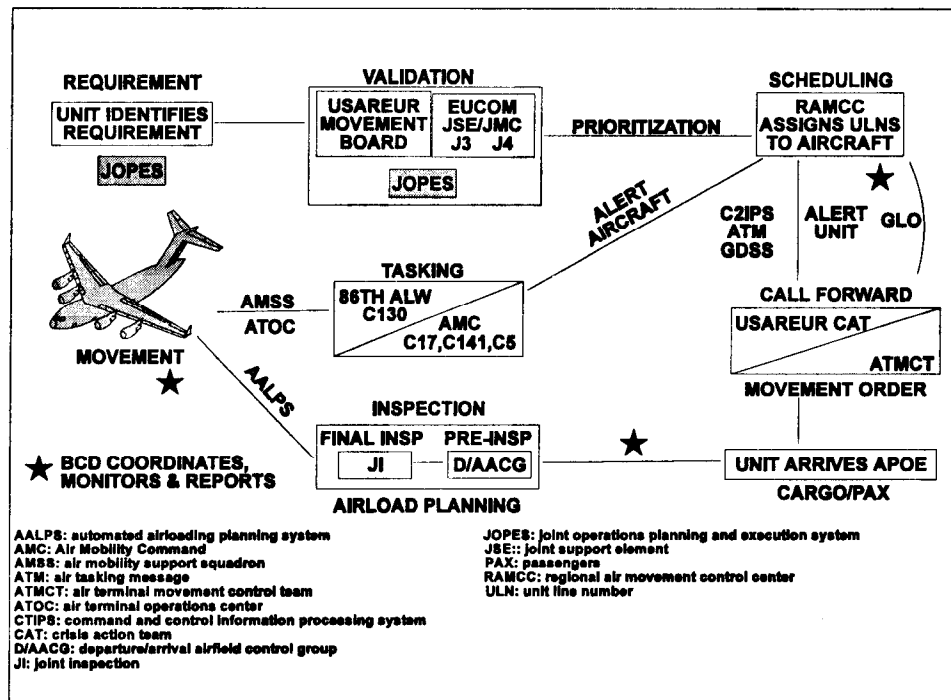 REQUIREMENT
UNIT IDENTIFIES
REQUIREMENT
JOPES
VALIDATION
USAREUR
MOVEMENT
BOARD
EUCOM
JSE/JMC
J3 J4
JOPES
PRIORITIZATION
SCHEDULING
RAMCC
ASSIGNS ULNS
TO AIRCRAFT
ALERT
AIRCRAFT
C2IPS
ATM
GDSS
ALERT
UNIT
GLO
TASKING
86TH ALW
C130
AMC
C17,C141,C5
AMSS
ATOC
MOVEMENT
AALPS
CALL FORWARD
USAREUR CAT
ATMCT
MOVEMENT ORDER
INSPECTION
FINAL INSP
JI
PRE-INSP
D/AACG
AIRLOAD PLANNING
UNIT ARRIVES APOE
CARGO/PAX
BCD COORDINATES,
MONITORS & REPORTS
AALPS: automated airloading planning system
AMC: Air Mobility Command
AMSS: air mobility support squadron
ATM: air tasking message
ATMCT: air terminal movement control team
ATOC: air terminal operations center
CTIPS: command and control information processing system
CAT: crisis action team
D/AACG: departure/arrival airfield control group
JI: joint inspection
JOPES: joint operations planning and execution system
JSE:: joint support element
PAX: passengers
RAMCC: regional air movement control center
ULN: unit line number